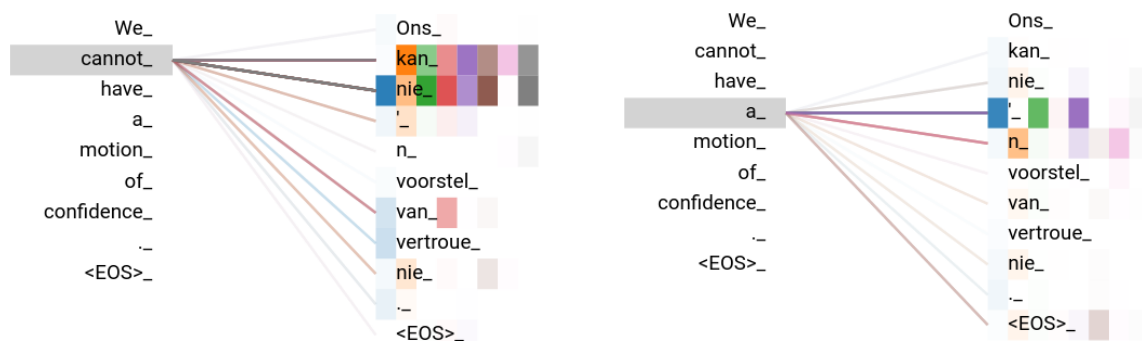 We_
cannot_
have_
a_
motion_
of_
confidence_
._
<EOS>_
Ons_
kan_
nie_
'_
n_
voorstel_
van_
vertroue_
nie_
._
<EOS>_
We_
cannot_
have_
a_
motion_
of_
confidence_
._
<EOS>_
Ons_
kan_
nie_
'_
n_
voorstel_
van_
vertroue_
nie_
._
<EOS>_